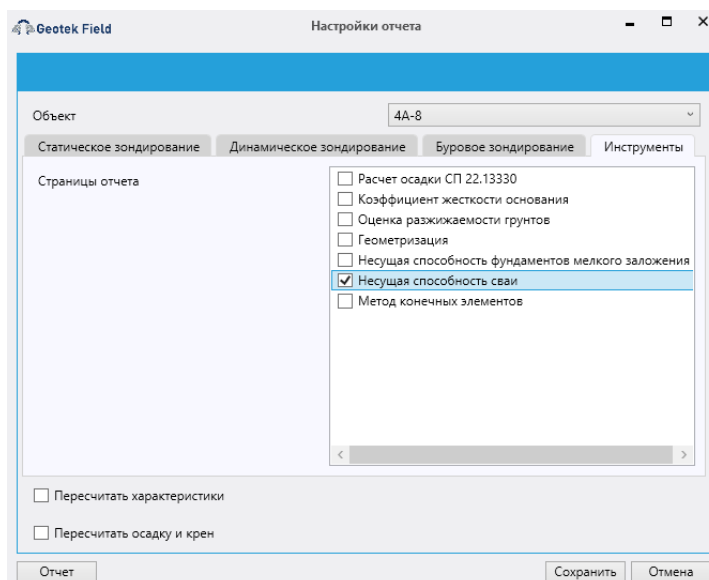 Geotek Field
Настройки отчета
Объект
4А-8
Статическое зондирование
Динамическое зондирование
Буровое зондирование
Инструменты
Страницы отчета
Расчет осадки СП 22.13330
Коэффициент жесткости основания
Оценка разжижаемости грунтов
Геометризация
Несущая способность фундаментов мелкого заложения
Несущая способность сваи
Метод конечных элементов
Пересчитать характеристики
Пересчитать осадку и крен
Отчет
Сохранить
Отмена